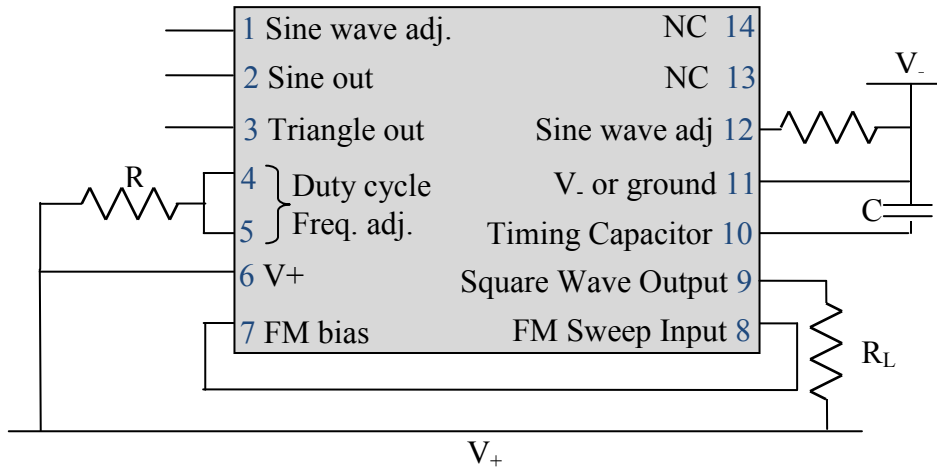 1 Sine wave adj.
2 Sine out
3 Triangle out
R
4
5
Duty cycle
Freq. adj.
6 V+
7 FM bias
NC 14
NC 13
Sine wave adj 12
V- or ground 11
Timing Capacitor 10
Square Wave Output 9
FM Sweep Input 8
V-
C
RL
V+